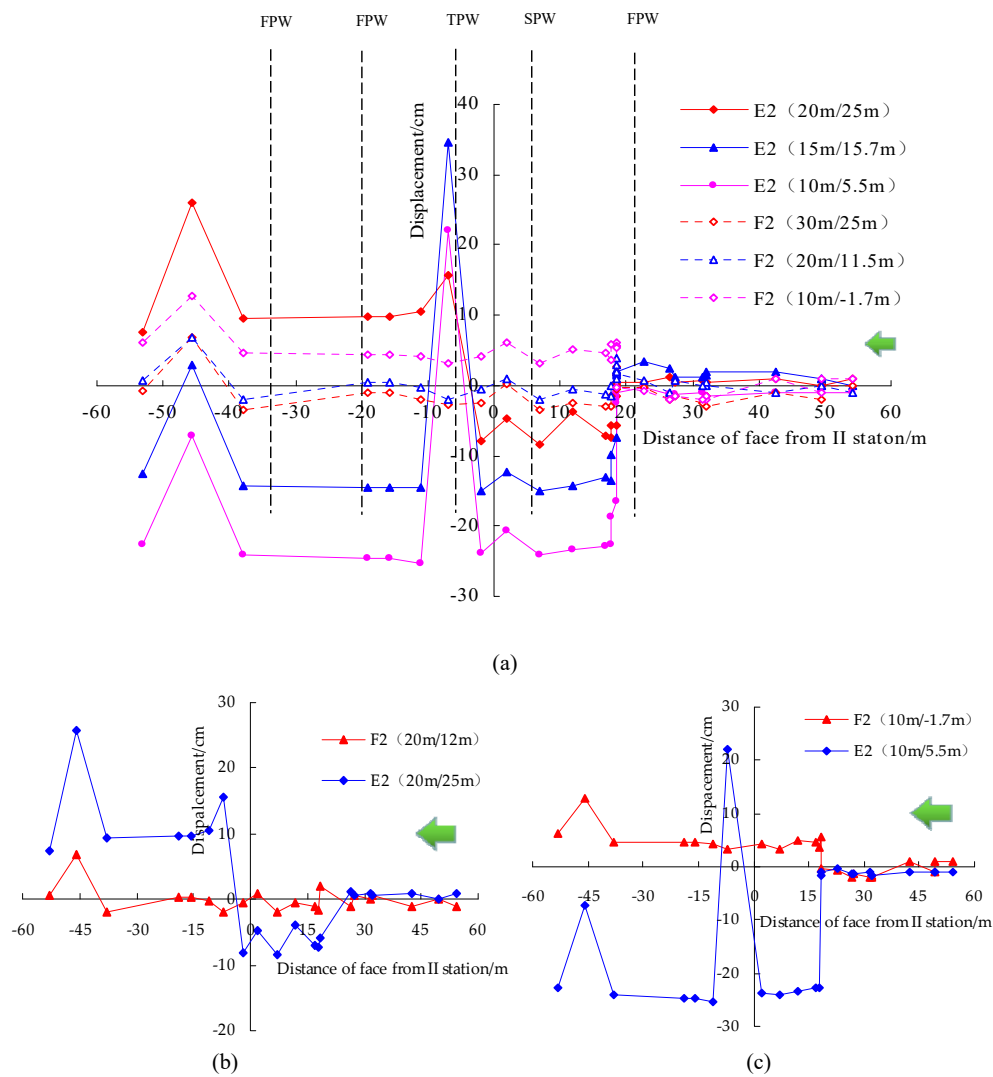 FPW FPW TPW SPW FPW
40
30
20
10
0
-10
-20
-30
Displacement/cm
-60 -50 -40 -30 -20 -10 0 10 20 30 40 50 60
Distance of face from II staton/m
E2（20m/25m）
E2（15m/15.7m）
E2（10m/5.5m）
F2（30m/25m）
F2（20m/11.5m）
F2（10m/-1.7m）
(a)
30
20
10
0
-10
-20
Dispalcement/cm
F2（20m/12m）
E2（20m/25m）
-60 -45 -30 -15 0 15 30 45 60
Distance of face from II station/m
(b)
30
20
10
0
-10
-20
-30
Dispacement/cm
F2（10m/-1.7m）
E2（10m/5.5m）
-60 -45 -30 -15 0 15 30 45 60
Distance of face from II station/m
(c)